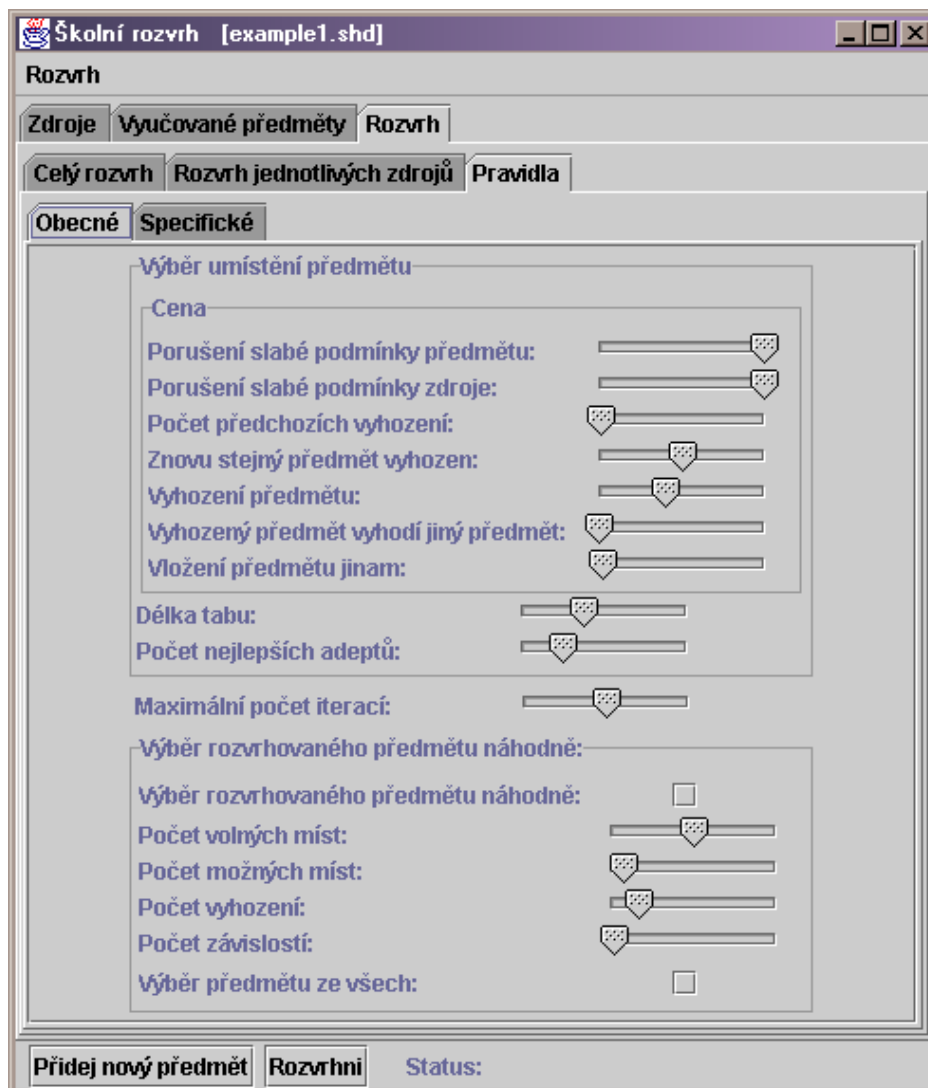 Školní rozvrh [example1.shd]
Rozvrh
Zdroje Vyučované předměty Rozvrh
Celý rozvrh Rozvrh jednotlivých zdrojů Pravidla
Obecné Specifické
Výběr umístění předmětu
Cena
Porušení slabé podmínky předmětu:
Porušení slabé podmínky zdroje:
Počet předchozích vyhození:
Znovu stejný předmět vyhozen:
Vyhození předmětu:
Vyhozený předmět vyhodí jiný předmět:
Vložení předmětu jinam:
Délka tabu:
Počet nejlepších adeptů:
Maximální počet iterací:
Výběr rozvrhovaného předmětu náhodně:
Výběr rozvrhovaného předmětu náhodně:
Počet volných míst:
Počet možných míst:
Počet vyhození:
Počet závislostí:
Výběr předmětu ze všech:
Přidej nový předmět Rozvrhni Status: